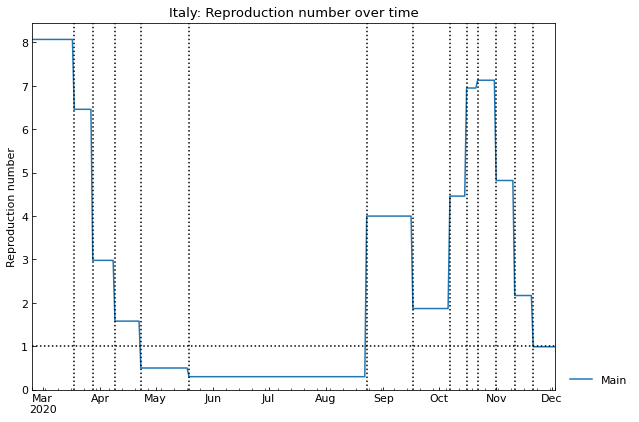 Italy: Reproduction number over time
Reproduction number
8
7
6
5
4
3
2
1
0
Mar Apr May Jun Jul Aug Sep Oct Nov Dec
2020
Main